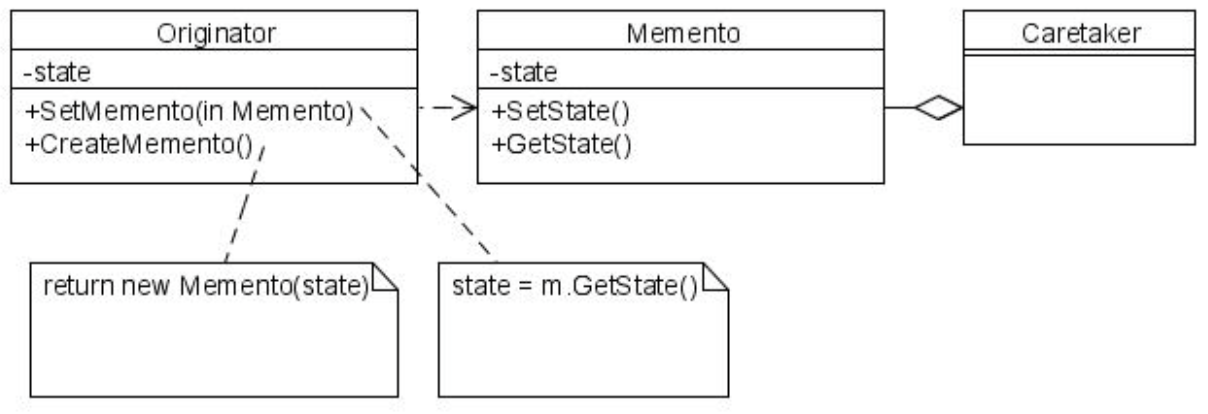 Originator
-state
+SetMemento(in Memento)
+CreateMemento()
Memento
-state
+SetState()
+GetState()
Caretaker
return new Memento(state)
state = m.GetState()